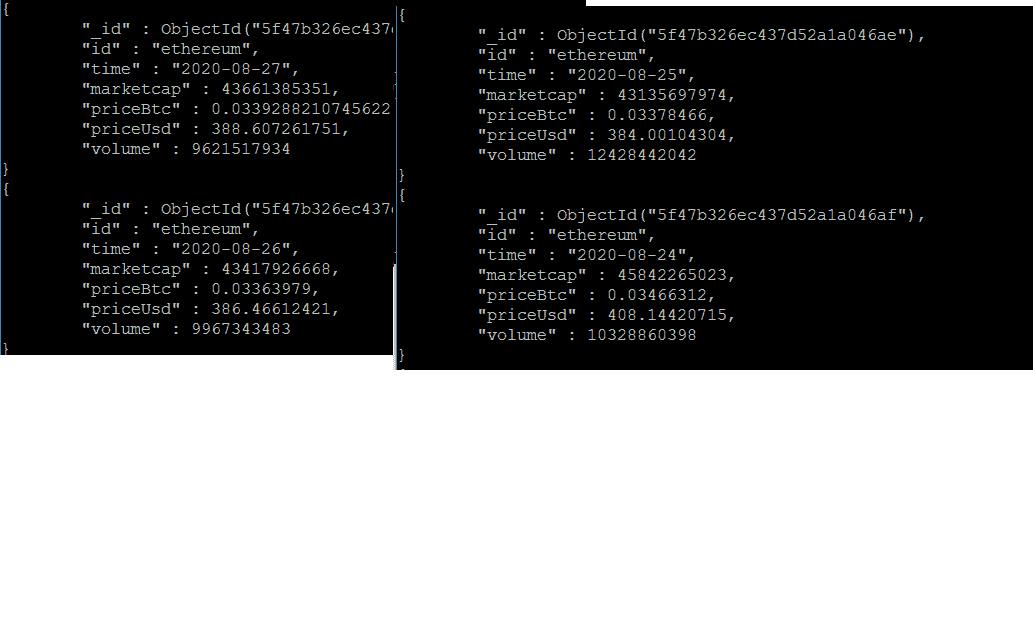 {
"_id" : ObjectId("5f47b326ec437
"id" : "ethereum",
"time" : "2020-08-27",
"marketcap" : 43661385351,
"priceBtc" : 0.0339288210745622
"priceUsd" : 388.607261751,
"volume" : 9621517934
}
{
"_id" : ObjectId("5f47b326ec437
"id" : "ethereum",
"time" : "2020-08-26",
"marketcap" : 43417926668,
"priceBtc" : 0.03363979,
"priceUsd" : 386.46612421,
"volume" : 9967343483
}
{
"_id" : ObjectId("5f47b326ec437d52a1a046ae"),
"id" : "ethereum",
"time" : "2020-08-25",
"marketcap" : 43135697974,
"priceBtc" : 0.03378466,
"priceUsd" : 384.00104304,
"volume" : 12428442042
}
{
"_id" : ObjectId("5f47b326ec437d52a1a046af"),
"id" : "ethereum",
"time" : "2020-08-24",
"marketcap" : 45842265023,
"priceBtc" : 0.03466312,
"priceUsd" : 408.14420715,
"volume" : 10328860398
}